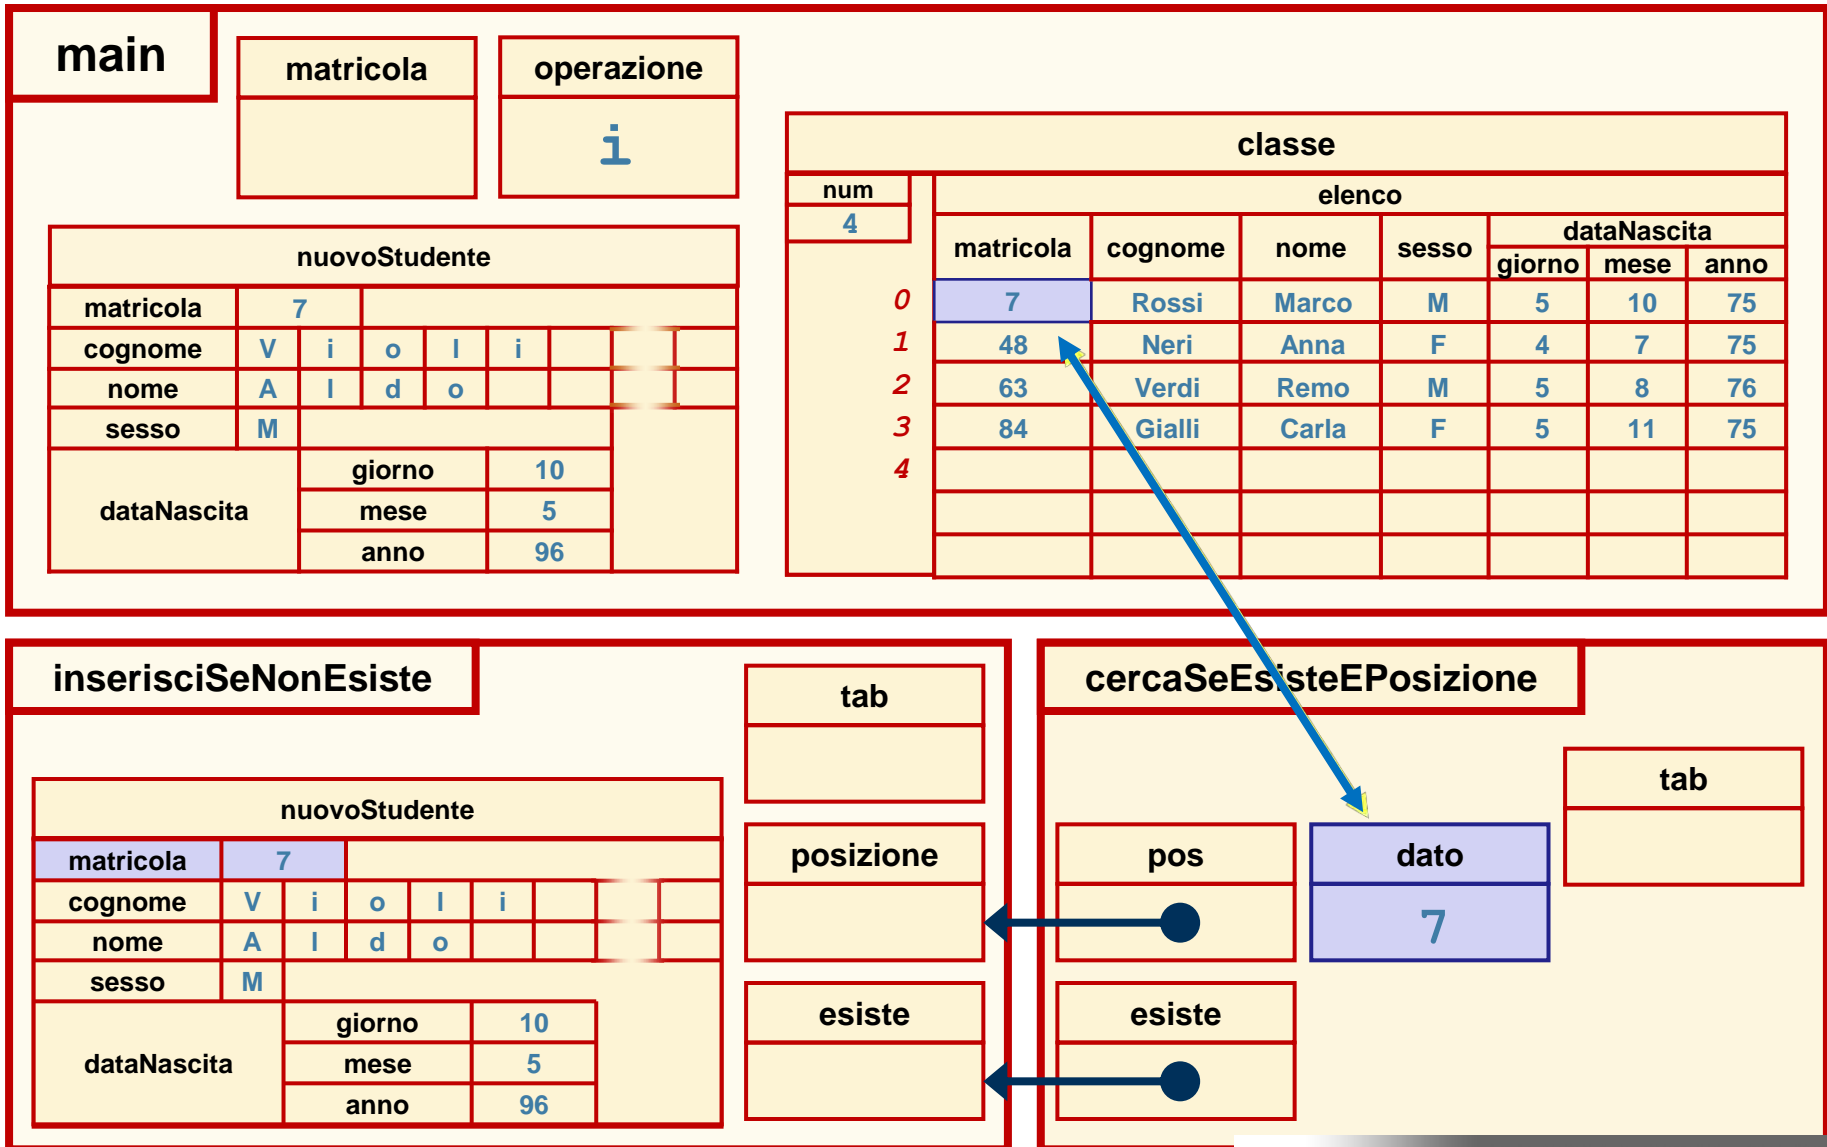 main
matricola
operazione
i
nuovoStudente
matricola 7
cognome V i o l i
nome A l d o
sesso M
dataNascita
giorno 10
mese 5
anno 96
classe
num
4
elenco
matricola cognome nome sesso dataNascita
giorno mese anno
0 7 Rossi Marco M 5 10 75
1 48 Neri Anna F 4 7 75
2 63 Verdi Remo M 5 8 76
3 84 Gialli Carla F 5 11 75
4
inserisciSeNonEsiste
tab
nuovoStudente
matricola 7
cognome V i o l i
nome A l d o
sesso M
dataNascita
giorno 10
mese 5
anno 96
posizione
esiste
cercaSeEsisteEPosizione
tab
pos
dato
7
esiste